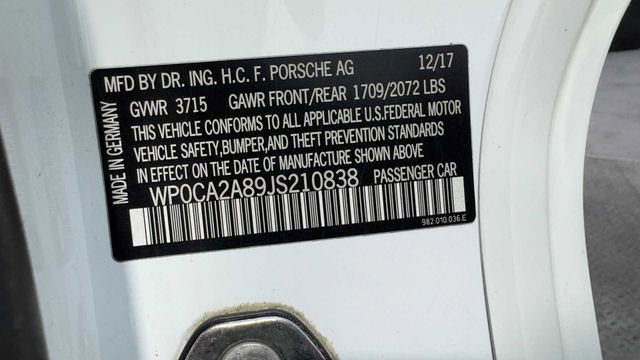 MFD BY DR. ING. H.C. F. PORSCHE AG 12/17
GVWR 3715 GAWR FRONT/REAR 1709/2072 LBS
THIS VEHICLE CONFORMS TO ALL APPLICABLE U.S.FEDERAL MOTOR
VEHICLE SAFETY,BUMPER,AND THEFT PREVENTION STANDARDS
IN EFFECT ON THE DATE OF MANUFACTURE SHOWN ABOVE
WP0CA2A89JS210838 PASSENGER CAR
MADE IN GERMANY
982.010.036.E